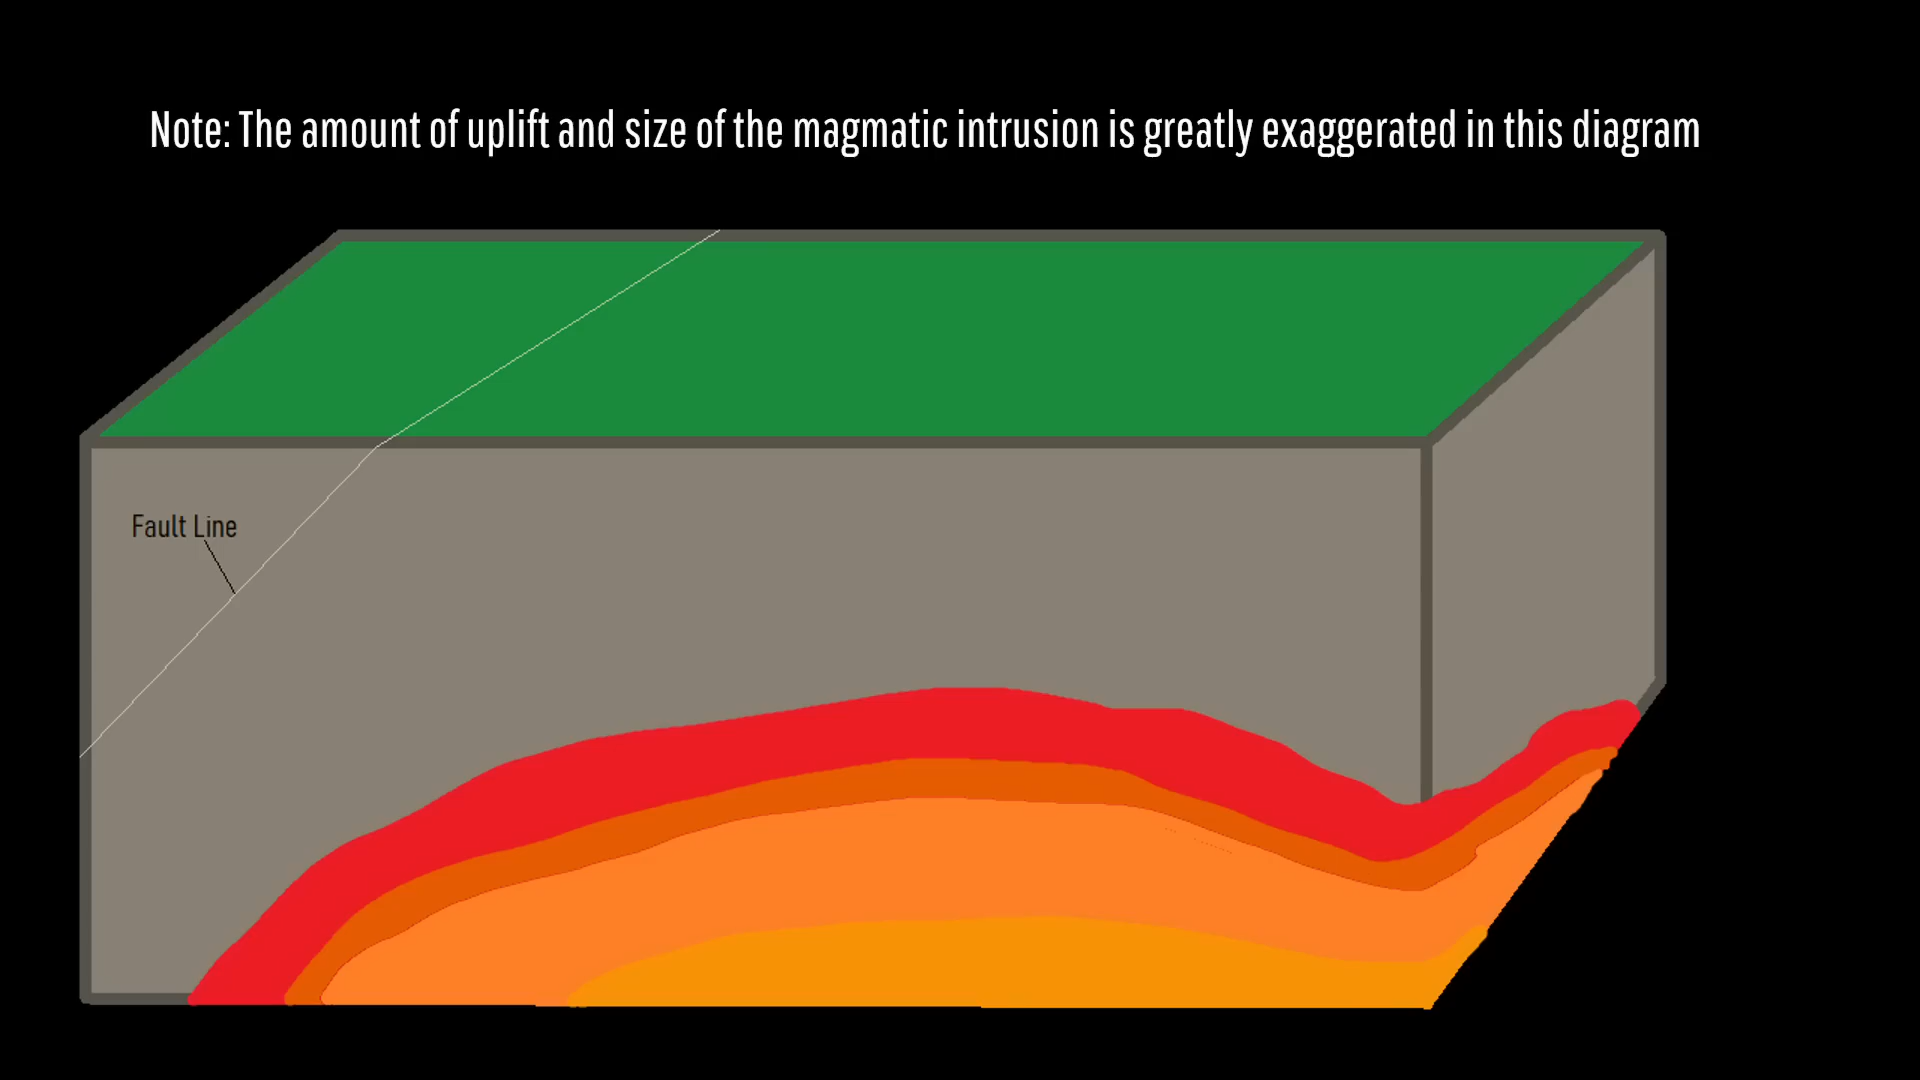 Note: The amount of uplift and size of the magmatic intrusion is greatly exaggerated in this diagram
Fault Line